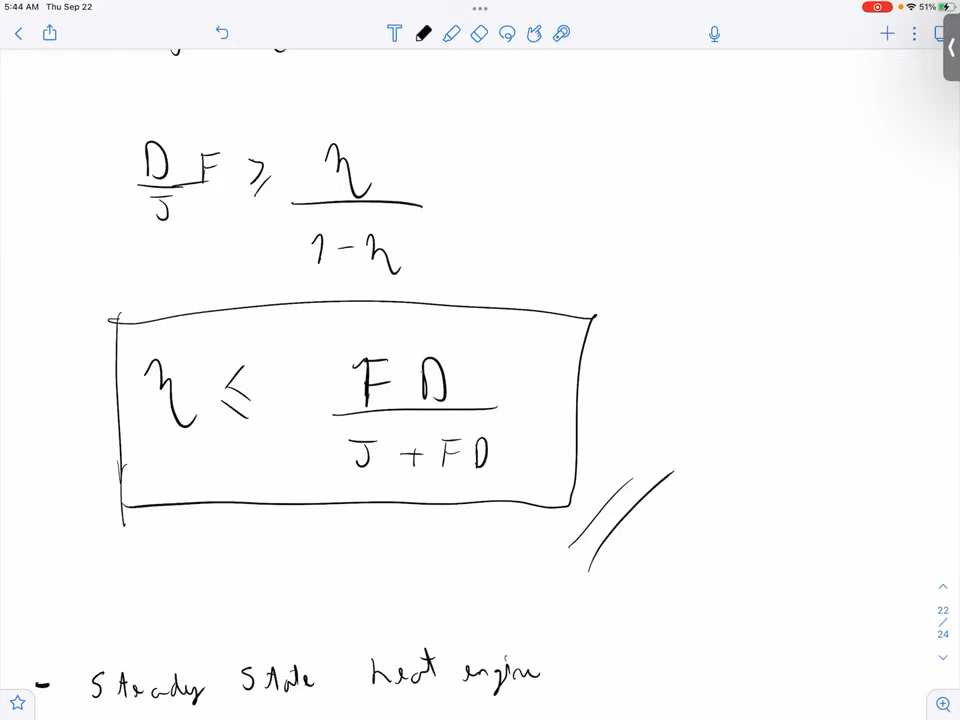 5:44 AM Thu Sep 22
51%
D/J F ≥ η/(1-η)
η ≤ FD/(J + FD)
22
/
24
- Steady state heat engine